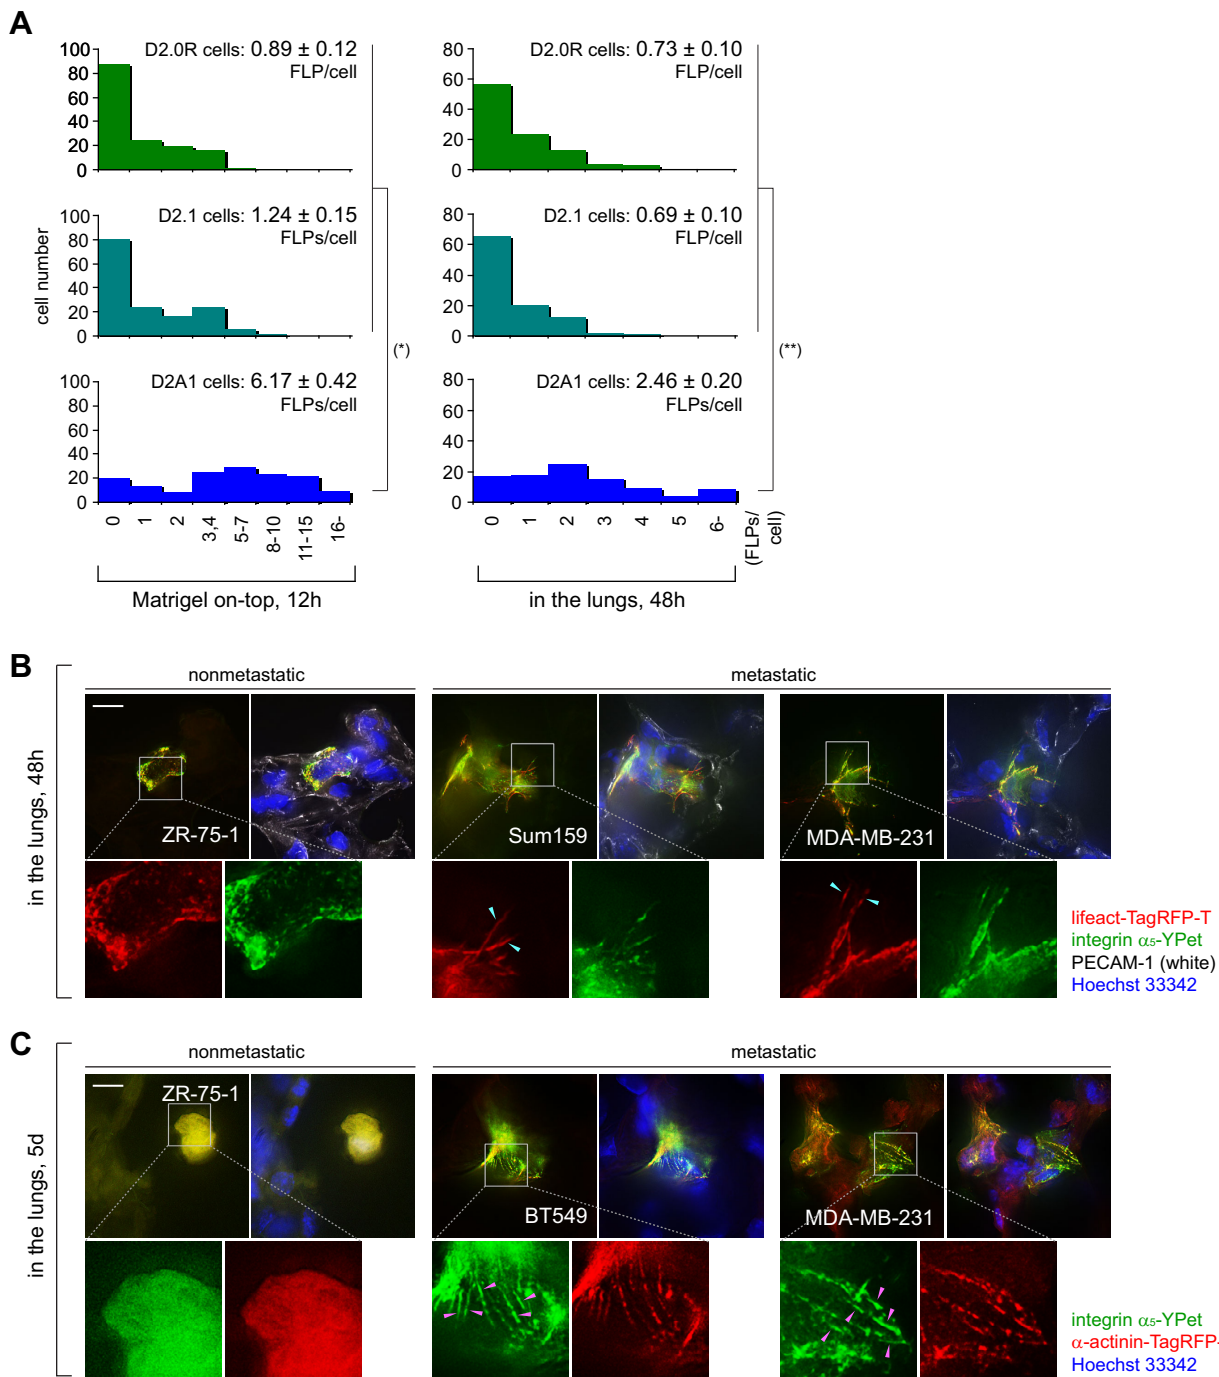 A
D2.0R cells: 0.89 ± 0.12
FLP/cell
100
80
60
40
20
0
D2.0R cells: 0.73 ± 0.10
FLP/cell
80
60
40
20
0
D2.1 cells: 1.24 ± 0.15
FLPs/cell
100
80
60
40
20
0
D2.1 cells: 0.69 ± 0.10
FLP/cell
80
60
40
20
0
cell number
(*)
(**)
D2A1 cells: 6.17 ± 0.42
FLPs/cell
100
80
60
40
20
0
D2A1 cells: 2.46 ± 0.20
FLPs/cell
80
60
40
20
0
0 1 2 3,4 5-7 8-10 11-15 16-
0 1 2 3 4 5 6-
(FLPs/
cell)
Matrigel on-top, 12h
in the lungs, 48h
B
nonmetastatic
metastatic
in the lungs, 48h
ZR-75-1
Sum159
MDA-MB-231
lifeact-TagRFP-T
integrin α5-YPet
PECAM-1 (white)
Hoechst 33342
C
nonmetastatic
metastatic
in the lungs, 5d
ZR-75-1
BT549
MDA-MB-231
integrin α5-YPet
α-actinin-TagRFP-
Hoechst 33342